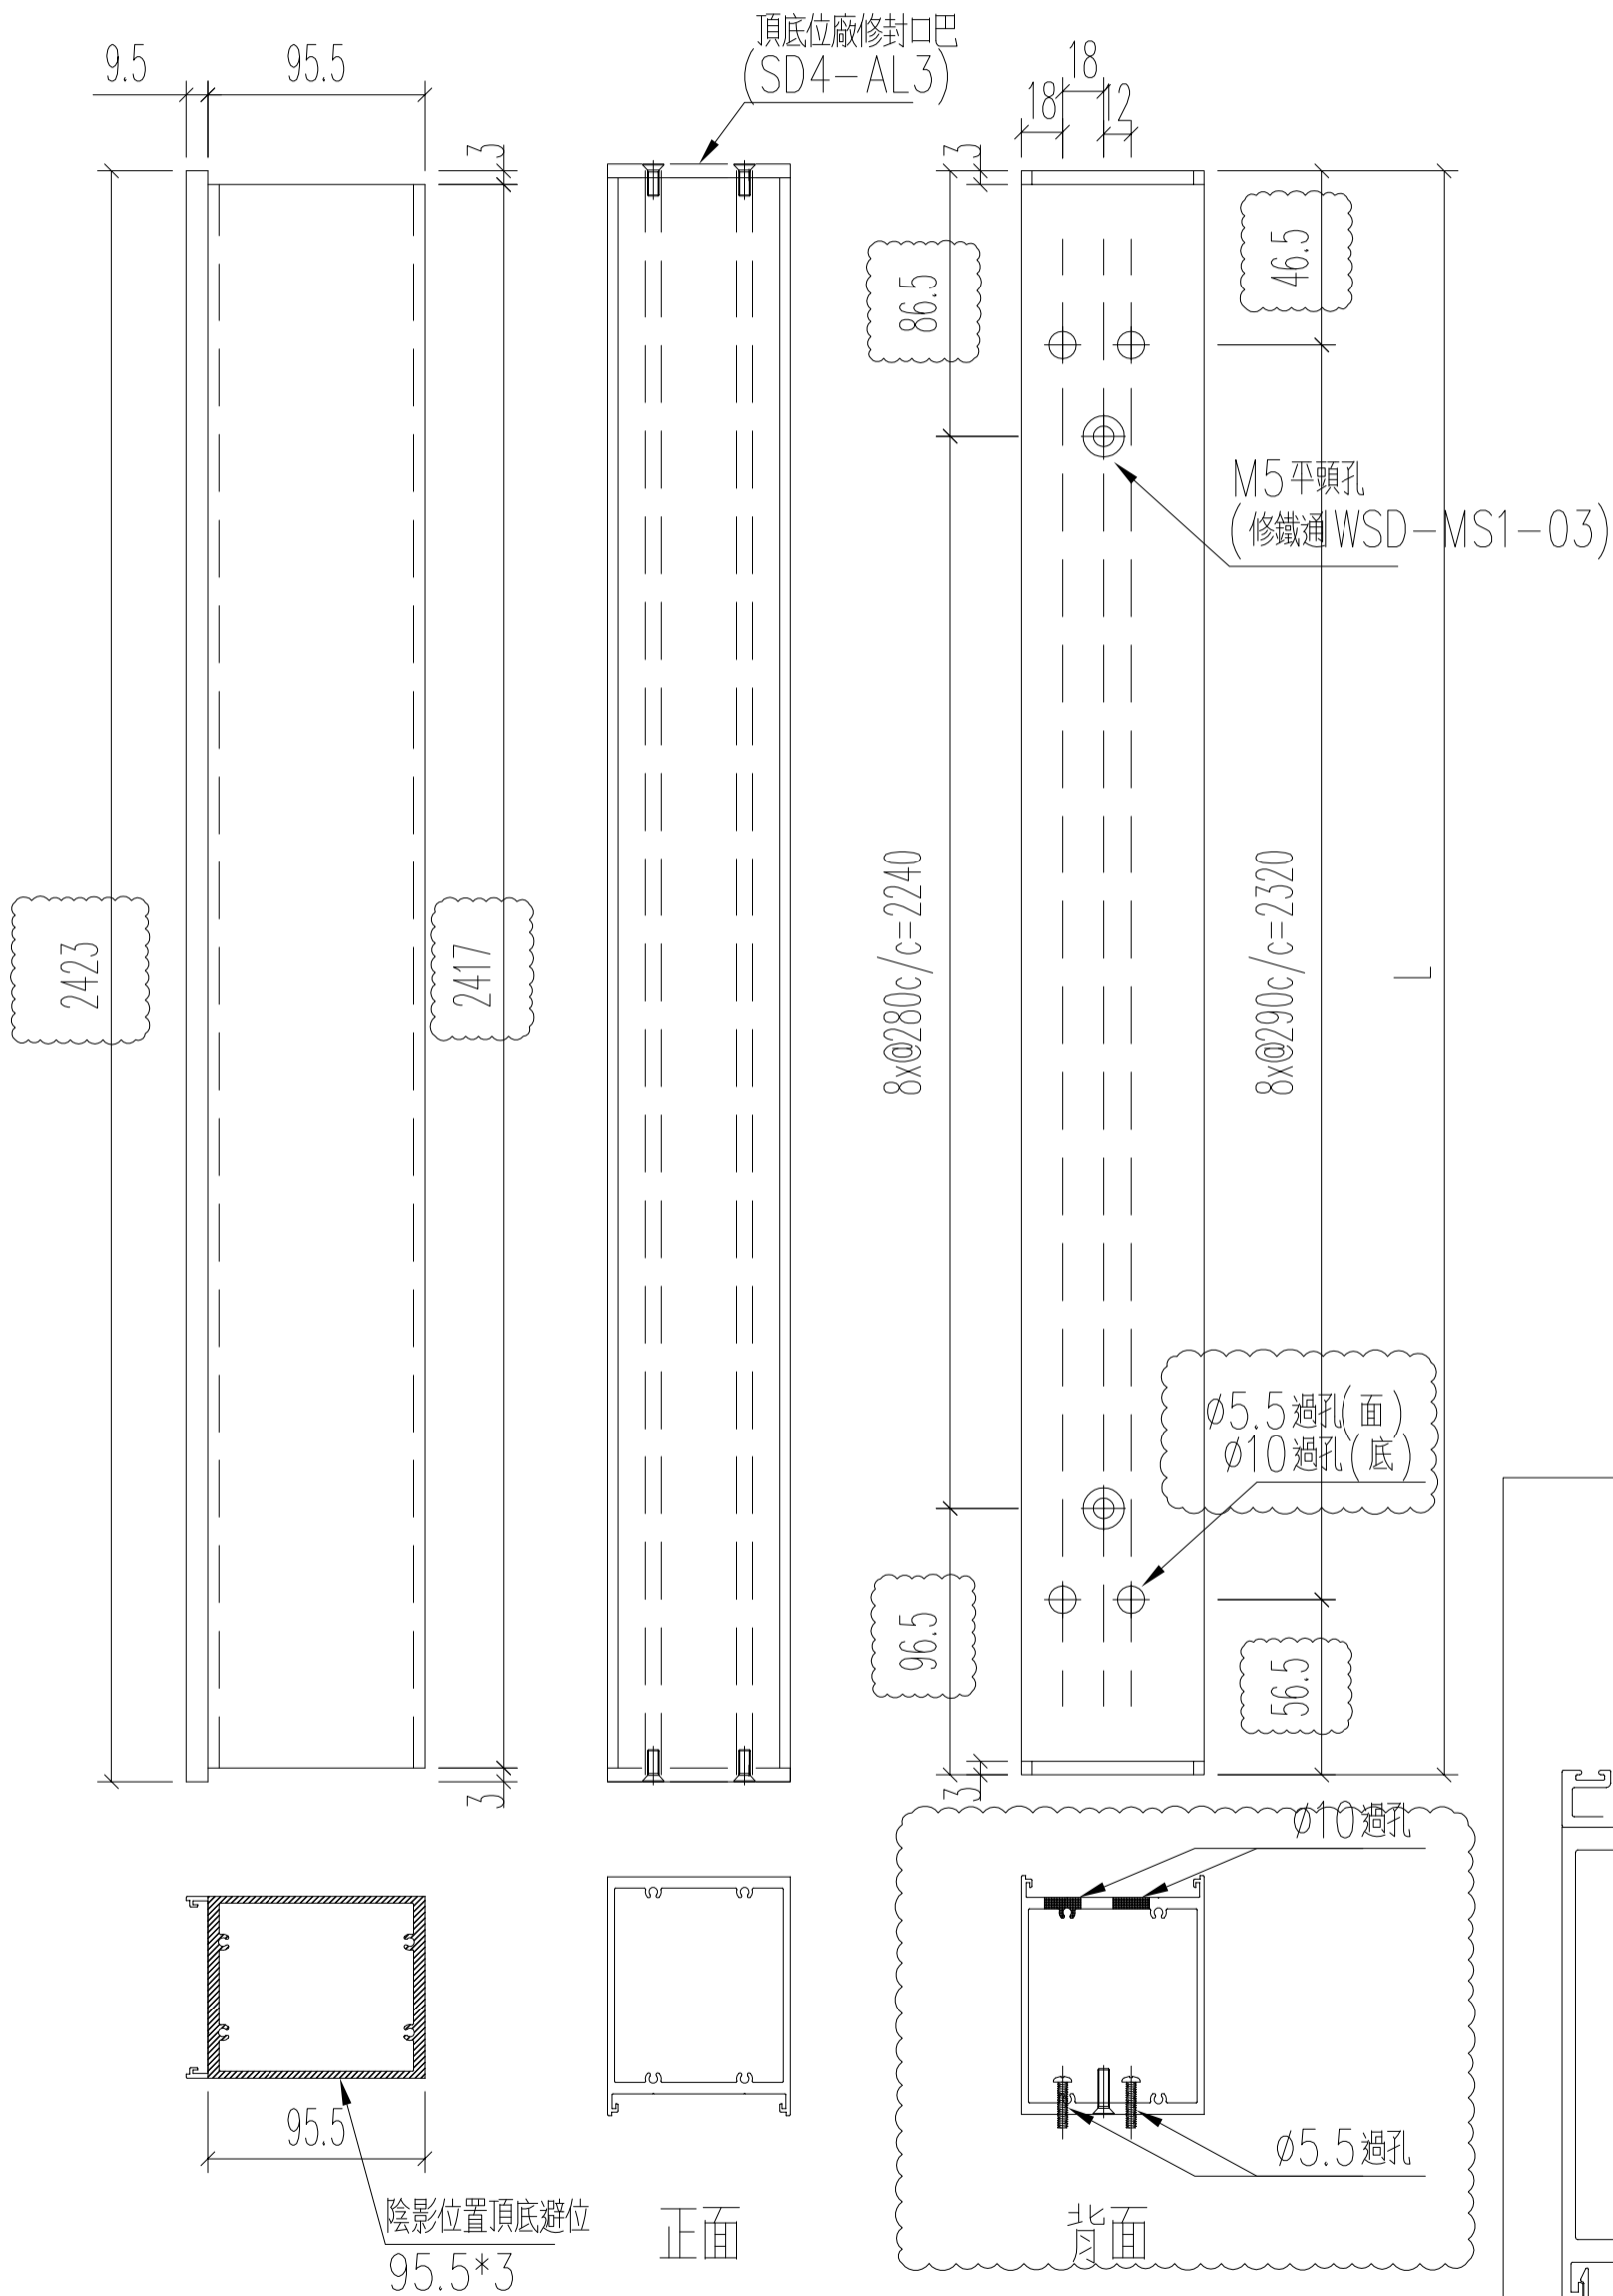 頂底位廠修封口巴
(SD4-AL3)
9.5
95.5
3
18
18
12
3
86.5
46.5
M5平頭孔
(修鐵通WSD-MS1-03)
2423
2417
8x@280c/c=2240
8x@290c/c=2320
L
ø5.5過孔(面)
ø10過孔(底)
96.5
56.5
3
3
ø10過孔
95.5
ø5.5過孔
陰影位置頂底避位
95.5*3
正面
背面